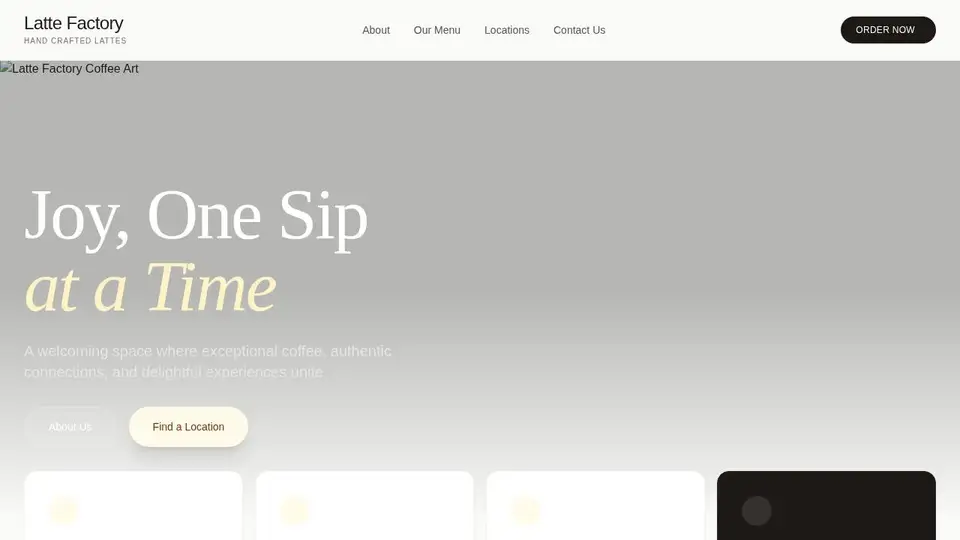 Latte Factory
HAND CRAFTED LATTES
About
Our Menu
Locations
Contact Us
ORDER NOW
Latte Factory Coffee Art
Joy, One Sip
at a Time
A welcoming space where exceptional coffee, authentic
connections, and delightful experiences unite.
About Us
Find a Location